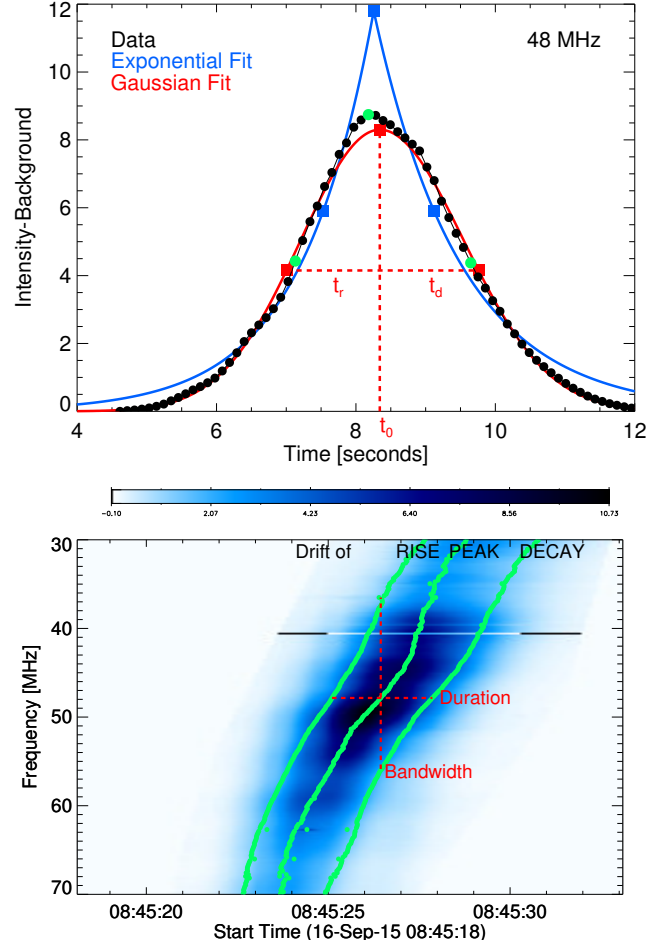 12
10
8
6
4
2
0
Intensity-Background
Data
Exponential Fit
Gaussian Fit
48 MHz
t_r
t_d
t_0
4 6 8 10 12
Time [seconds]
-0.10 2.07 4.23 6.40 8.56 10.73
30
40
50
60
70
Frequency [MHz]
Drift of RISE PEAK DECAY
Duration
Bandwidth
08:45:20 08:45:25 08:45:30
Start Time (16-Sep-15 08:45:18)